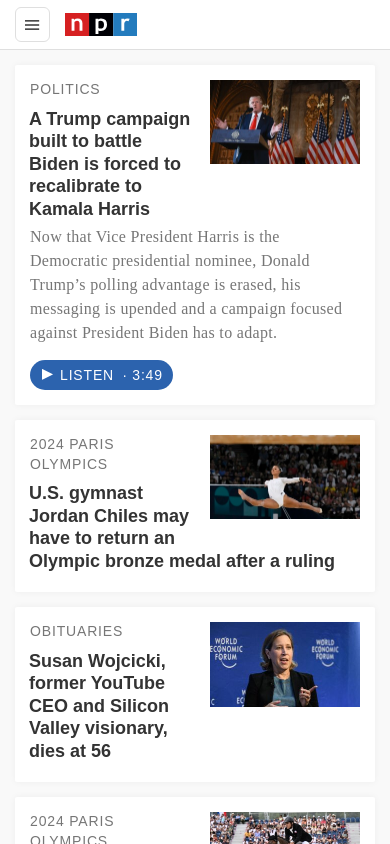 npr
POLITICS
A Trump campaign
built to battle
Biden is forced to
recalibrate to
Kamala Harris
Now that Vice President Harris is the
Democratic presidential nominee, Donald
Trump’s polling advantage is erased, his
messaging is upended and a campaign focused
against President Biden has to adapt.
LISTEN · 3:49
2024 PARIS
OLYMPICS
U.S. gymnast
Jordan Chiles may
have to return an
Olympic bronze medal after a ruling
OBITUARIES
Susan Wojcicki,
former YouTube
CEO and Silicon
Valley visionary,
dies at 56
WORLD
ECONOMIC
FORUM
WORLD
ECONOMIC
FORUM
2024 PARIS
OLYMPICS